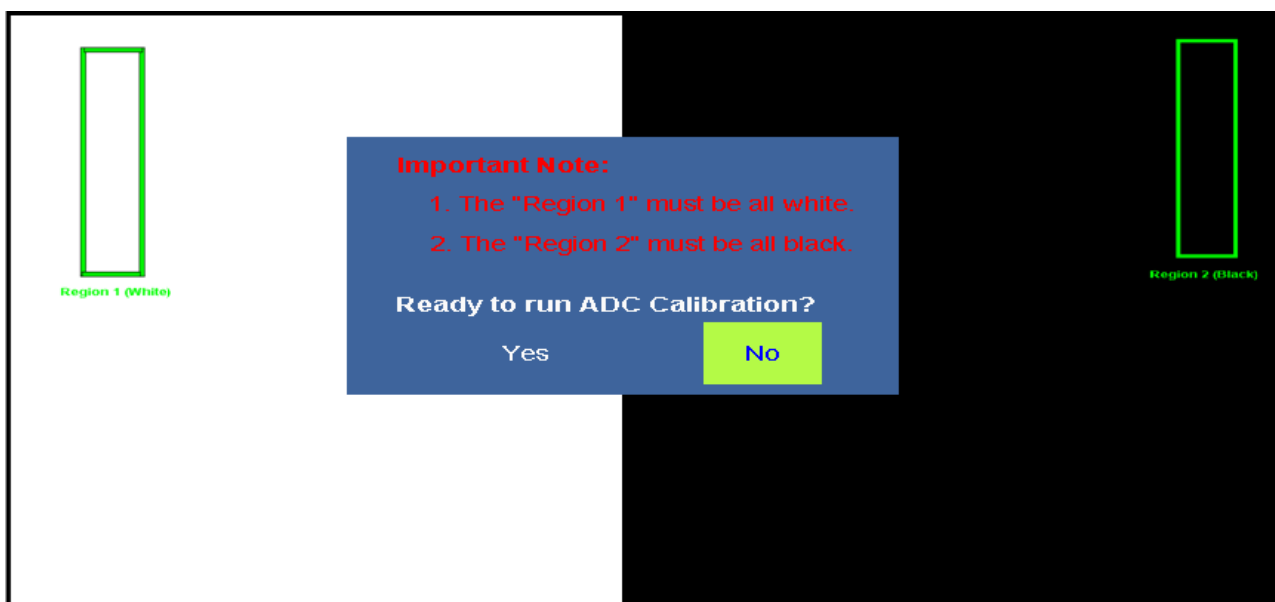 Important Note:
1. The "Region 1" must be all white.
2. The "Region 2" must be all black.
Region 1 (White)
Region 2 (Black)
Ready to run ADC Calibration?
Yes No